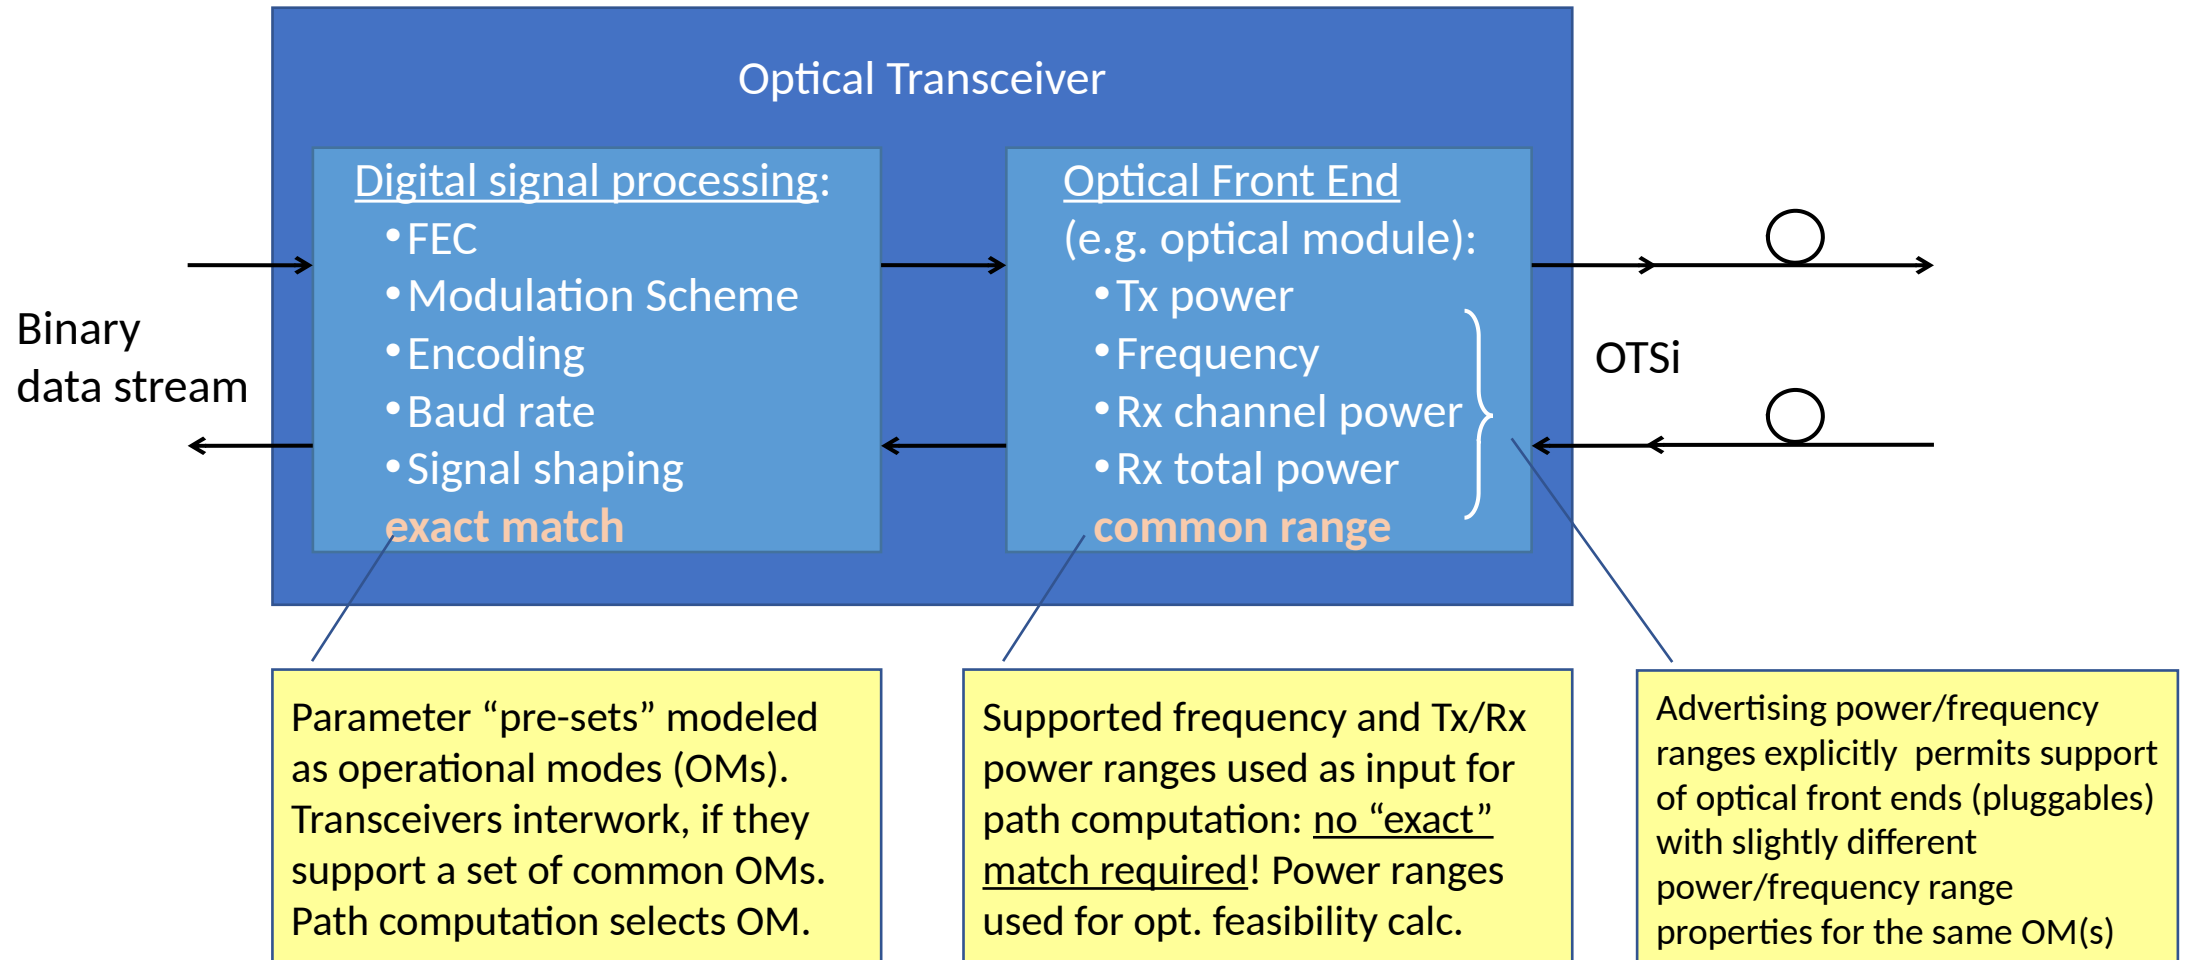 Optical Transceiver
Digital signal processing:
•FEC
•Modulation Scheme
•Encoding
•Baud rate
•Signal shaping
exact match
Optical Front End
(e.g. optical module):
•Tx power
•Frequency
•Rx channel power
•Rx total power
common range
Binary
data stream
OTSi
Parameter “pre-sets” modeled
as operational modes (OMs).
Transceivers interwork, if they
support a set of common OMs.
Path computation selects OM.
Supported frequency and Tx/Rx
power ranges used as input for
path computation: no “exact”
match required! Power ranges
used for opt. feasibility calc.
Advertising power/frequency
ranges explicitly  permits support
of optical front ends (pluggables)
with slightly different
power/frequency range
properties for the same OM(s)